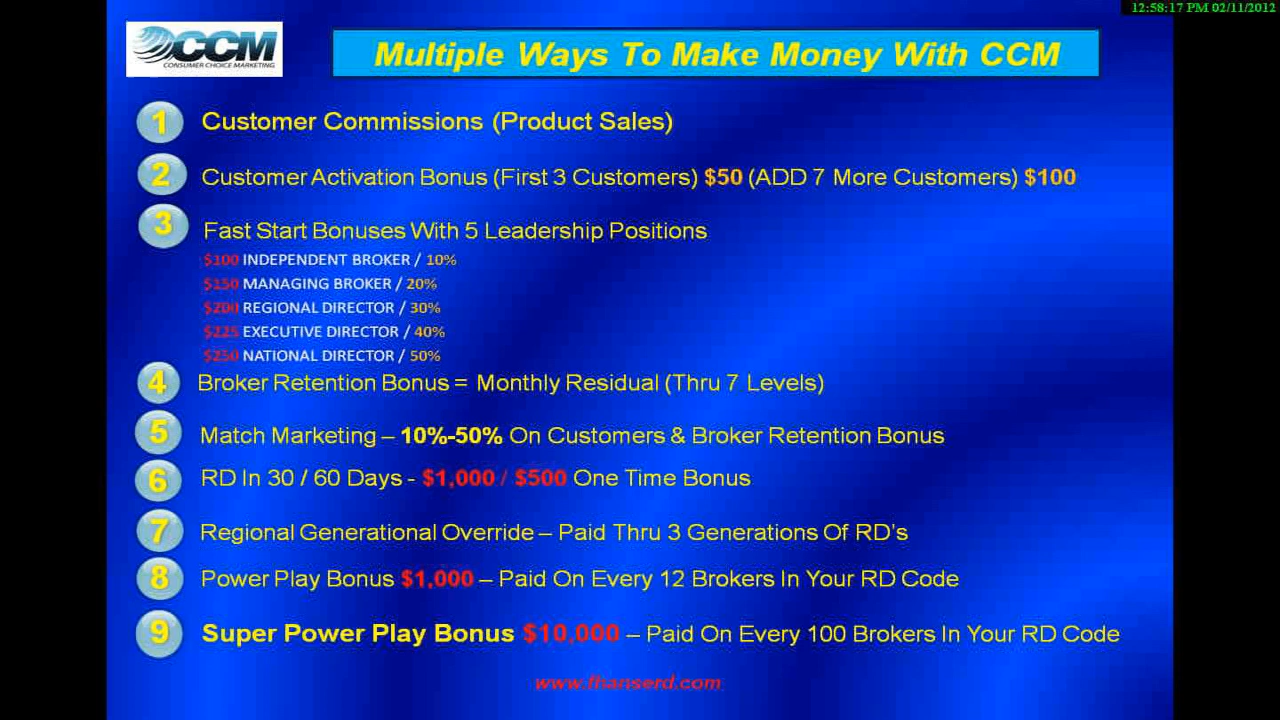 12:58:17 PM 02/11/2012
CCM
CONSUMER CHOICE MARKETING
Multiple Ways To Make Money With CCM
1 Customer Commissions (Product Sales)
2 Customer Activation Bonus (First 3 Customers) $50 (ADD 7 More Customers) $100
3 Fast Start Bonuses With 5 Leadership Positions
$100 INDEPENDENT BROKER / 10%
$150 MANAGING BROKER / 20%
$200 REGIONAL DIRECTOR / 30%
$225 EXECUTIVE DIRECTOR / 40%
$250 NATIONAL DIRECTOR / 50%
4 Broker Retention Bonus = Monthly Residual (Thru 7 Levels)
5 Match Marketing – 10%-50% On Customers & Broker Retention Bonus
6 RD In 30 / 60 Days - $1,000 / $500 One Time Bonus
7 Regional Generational Override – Paid Thru 3 Generations Of RD's
8 Power Play Bonus $1,000 – Paid On Every 12 Brokers In Your RD Code
9 Super Power Play Bonus $10,000 – Paid On Every 100 Brokers In Your RD Code
www.fhanserd.com